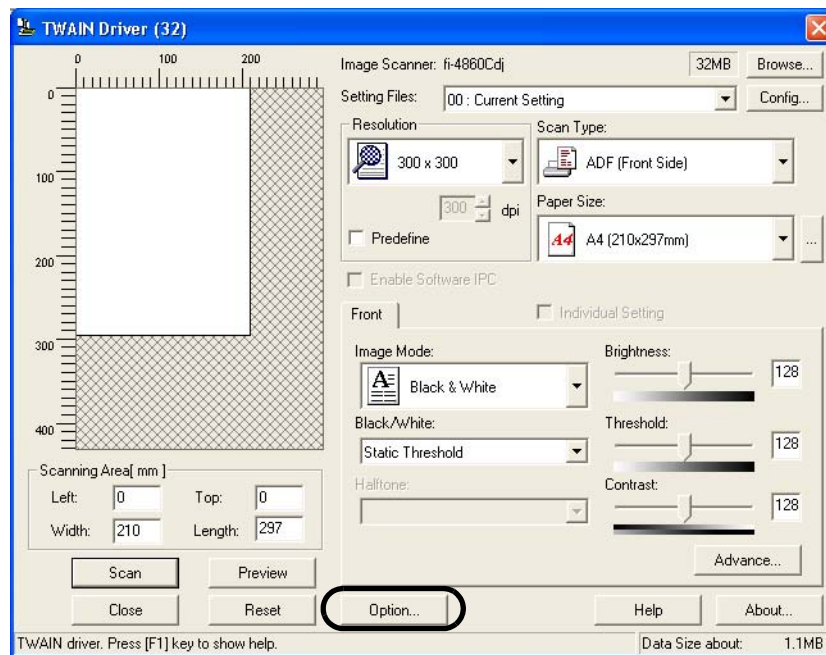 TWAIN Driver (32)
0 100 200
0
100
200
300
400
Image Scanner: fi-4860Cdj 32MB Browse...
Setting Files: 00 : Current Setting Config...
Resolution
300 x 300
300 dpi
Predefine
Scan Type:
ADF (Front Side)
Paper Size:
A4 A4 (210x297mm) ...
Enable Software IPC
Front Individual Setting
Image Mode:
A Black & White
Black/White:
Static Threshold
Halftone:
Brightness:
128
Threshold:
128
Contrast:
128
Advance...
Scanning Area[ mm ]
Left: 0 Top: 0
Width: 210 Length: 297
Scan Preview
Close Reset Option... Help About...
TWAIN driver. Press [F1] key to show help. Data Size about: 1.1MB